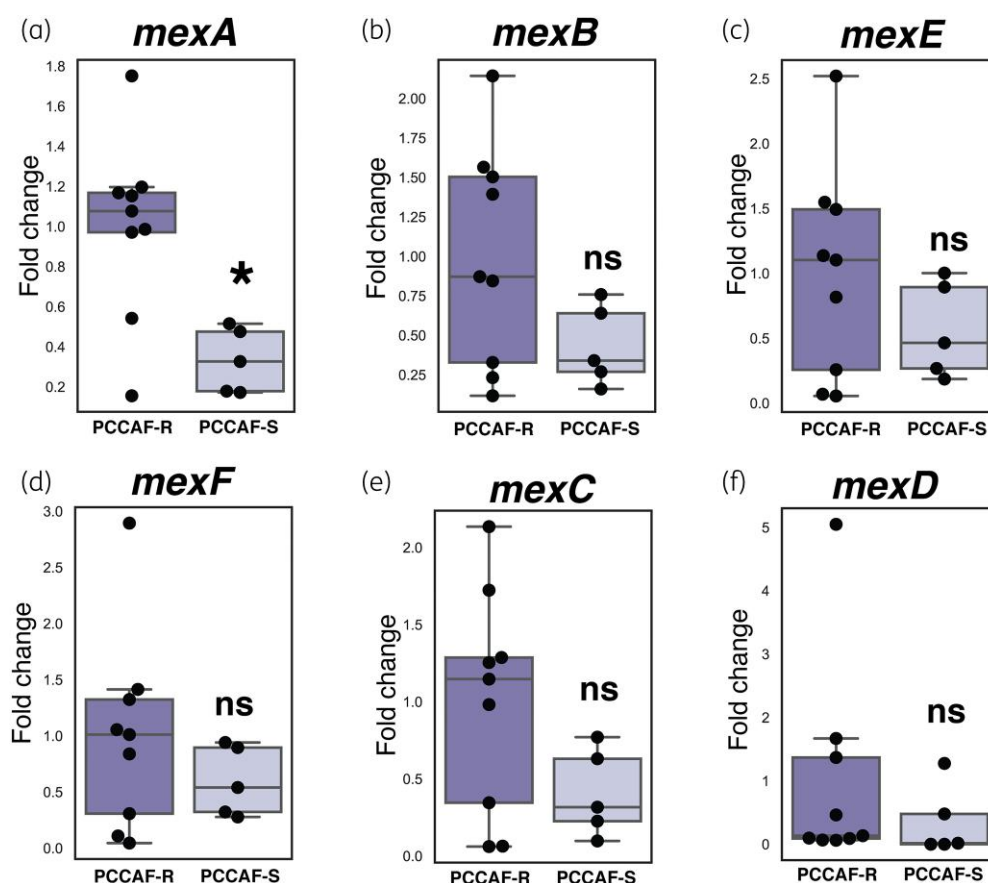 (a) mexA
1.8
1.6
1.4
1.2
1.0
0.8
0.6
0.4
0.2
Fold change
*
PCCAF-R PCCAF-S
(b) mexB
2.00
1.75
1.50
1.25
1.00
0.75
0.50
0.25
Fold change
ns
PCCAF-R PCCAF-S
(c) mexE
2.5
2.0
1.5
1.0
0.5
0.0
Fold change
ns
PCCAF-R PCCAF-S
(d) mexF
3.0
2.5
2.0
1.5
1.0
0.5
0.0
Fold change
ns
PCCAF-R PCCAF-S
(e) mexC
2.0
1.5
1.0
0.5
0.0
Fold change
ns
PCCAF-R PCCAF-S
(f) mexD
5
4
3
2
1
0
Fold change
ns
PCCAF-R PCCAF-S